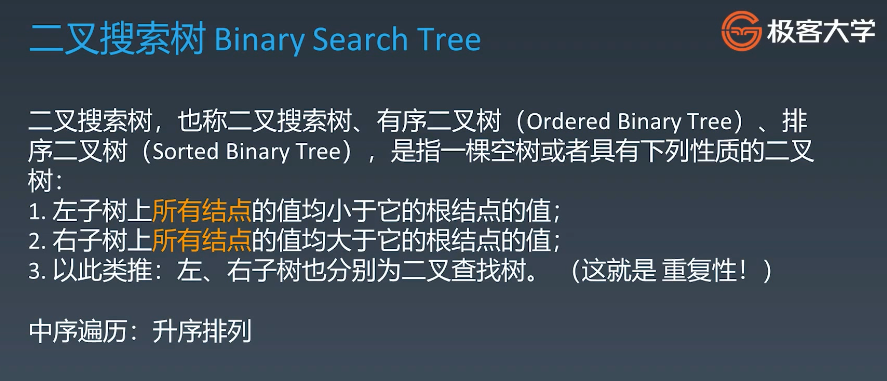 二叉搜索树 Binary Search Tree
极客大学
二叉搜索树，也称二叉搜索树、有序二叉树（Ordered Binary Tree）、排
序二叉树（Sorted Binary Tree），是指一棵空树或者具有下列性质的二叉
树：
1. 左子树上所有结点的值均小于它的根结点的值；
2. 右子树上所有结点的值均大于它的根结点的值；
3. 以此类推：左、右子树也分别为二叉查找树。 （这就是 重复性！）
中序遍历：升序排列